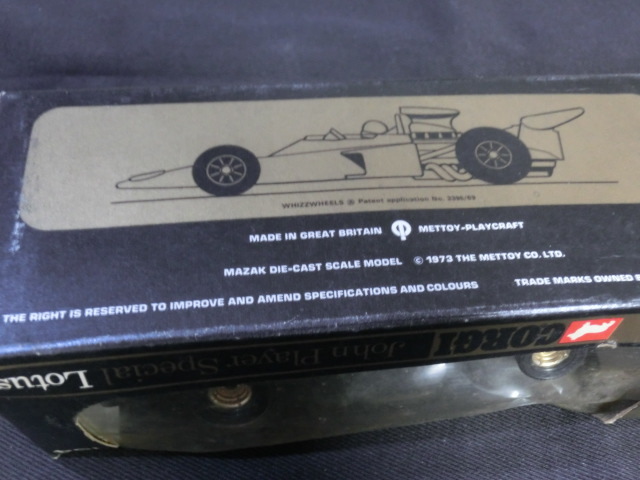 WHIZZWHEELS ® Patent application No. 3396/69
MADE IN GREAT BRITAIN METTOY-PLAYCRAFT
MAZAK DIE-CAST SCALE MODEL © 1973 THE METTOY CO. LTD.
THE RIGHT IS RESERVED TO IMPROVE AND AMEND SPECIFICATIONS AND COLOURS TRADE MARKS OWNED
CORGI
John Player Special Lotus